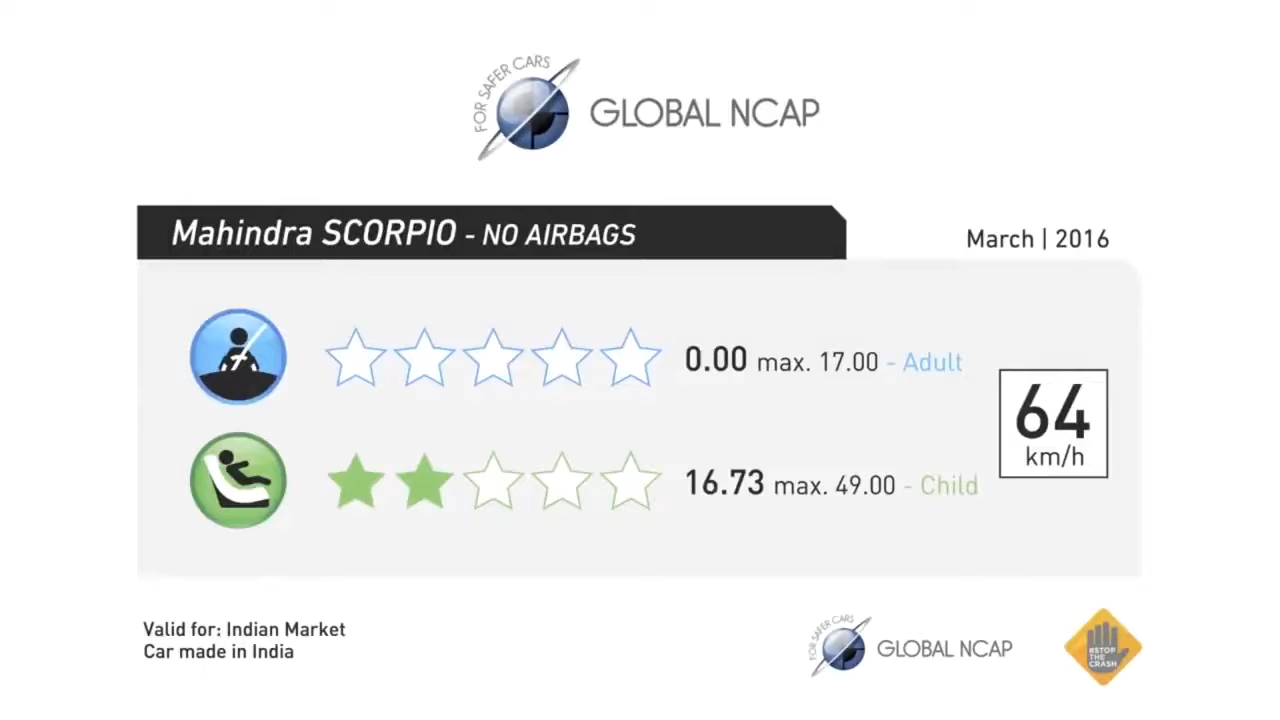 FOR SAFER CARS
GLOBAL NCAP
Mahindra SCORPIO - NO AIRBAGS
March | 2016
0.00 max. 17.00 - Adult
64
km/h
16.73 max. 49.00 - Child
Valid for: Indian Market
Car made in India
FOR SAFER CARS
GLOBAL NCAP
#STOP
THE
CRASH